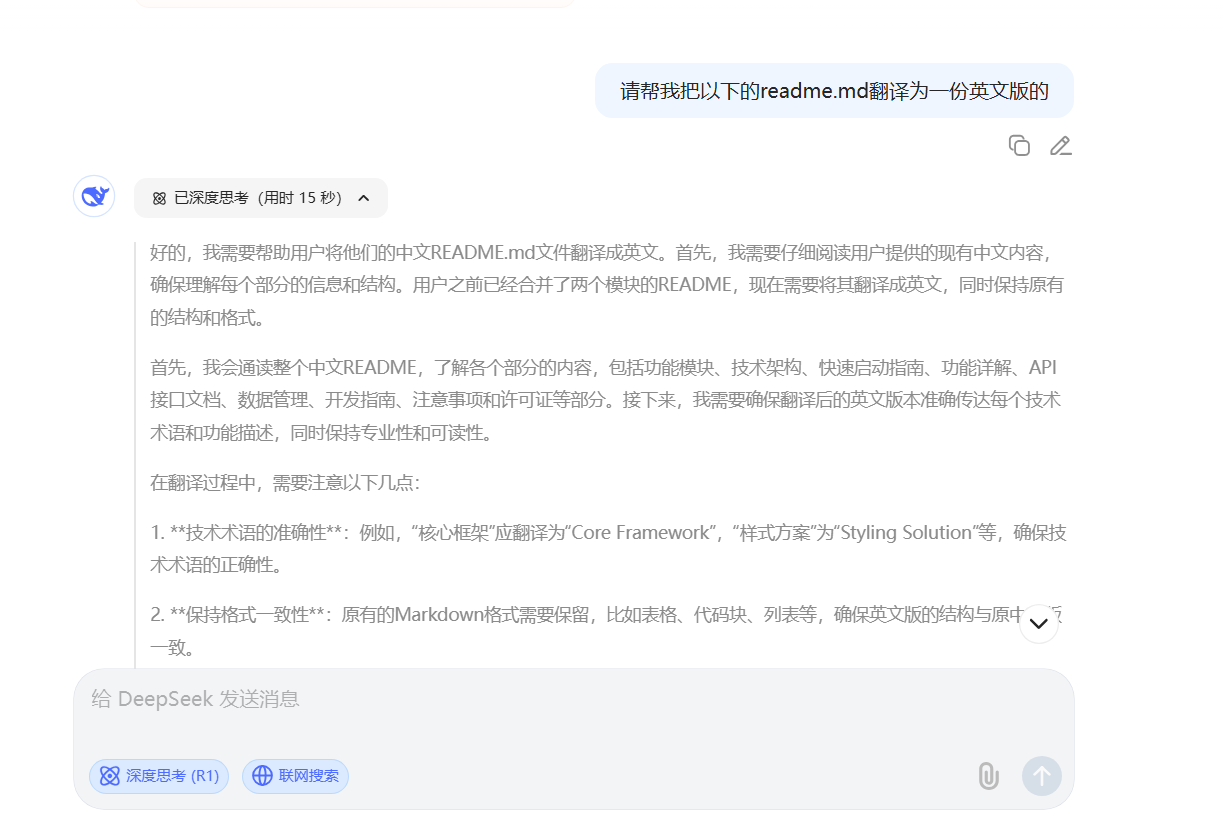 请帮我把以下的readme.md翻译为一份英文版的
已深度思考（用时 15 秒）
好的，我需要帮助用户将他们的中文README.md文件翻译成英文。首先，我需要仔细阅读用户提供的现有中文内容，
确保理解每个部分的信息和结构。用户之前已经合并了两个模块的README，现在需要将其翻译成英文，同时保持原有
的结构和格式。
首先，我会通读整个中文README，了解各个部分的内容，包括功能模块、技术架构、快速启动指南、功能详解、API
接口文档、数据管理、开发指南、注意事项和许可证等部分。接下来，我需要确保翻译后的英文版本准确传达每个技术
术语和功能描述，同时保持专业性和可读性。
在翻译过程中，需要注意以下几点：
1. **技术术语的准确性**：例如，“核心框架”应翻译为“Core Framework”，“样式方案”为“Styling Solution”等，确保技
术术语的正确性。
2. **保持格式一致性**：原有的Markdown格式需要保留，比如表格、代码块、列表等，确保英文版的结构与原中
一致。
给 DeepSeek 发送消息
深度思考 (R1)
联网搜索